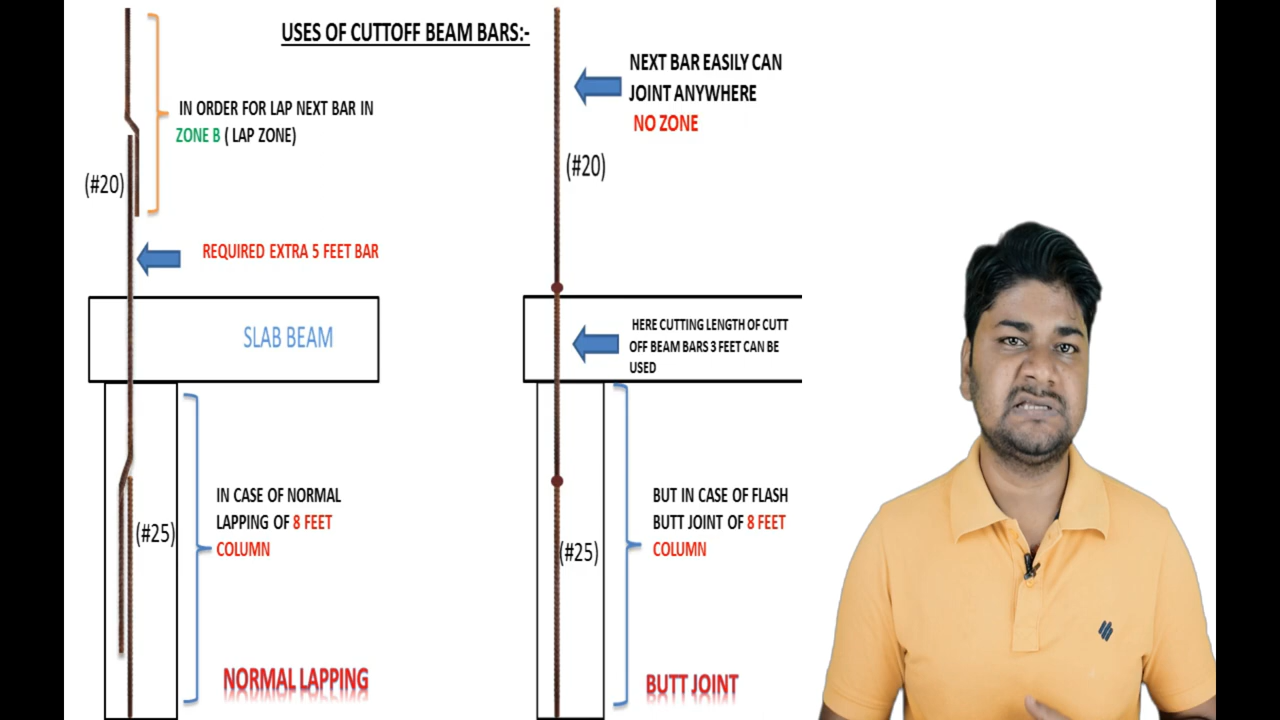 USES OF CUTTOFF BEAM BARS:-
IN ORDER FOR LAP NEXT BAR IN
ZONE B ( LAP ZONE)
(#20)
REQUIRED EXTRA 5 FEET BAR
SLAB BEAM
IN CASE OF NORMAL
LAPPING OF 8 FEET
COLUMN
(#25)
NORMAL LAPPING
NEXT BAR EASILY CAN
JOINT ANYWHERE
NO ZONE
(#20)
HERE CUTTING LENGTH OF CUTT
OFF BEAM BARS 3 FEET CAN BE
USED
BUT IN CASE OF FLASH
BUTT JOINT OF 8 FEET
COLUMN
(#25)
BUTT JOINT